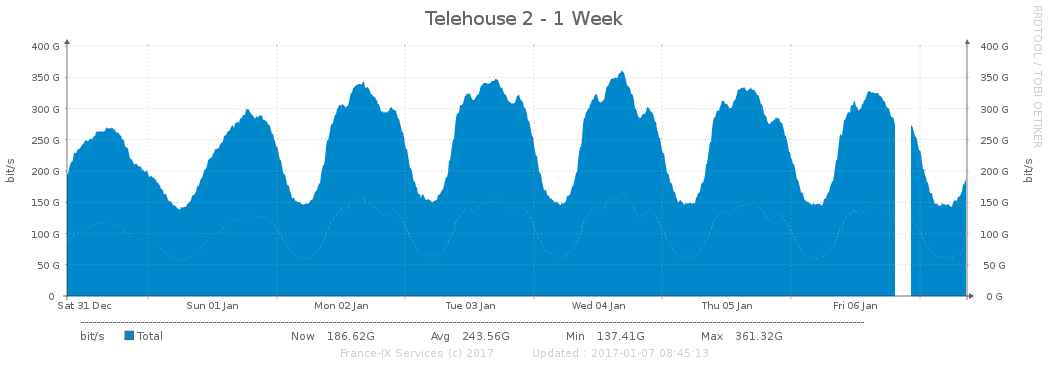 Telehouse 2 - 1 Week
RRDTOOL / TOBI OETIKER
400 G 400 G
350 G 350 G
300 G 300 G
250 G 250 G
200 G 200 G
150 G 150 G
100 G 100 G
50 G 50 G
0 0 G
bit/s bit/s
Sat 31 Dec Sun 01 Jan Mon 02 Jan Tue 03 Jan Wed 04 Jan Thu 05 Jan Fri 06 Jan
bit/s Total Now 186.62G Avg 243.56G Min 137.41G Max 361.32G
France-IX Services (c) 2017 Updated : 2017-01-07 08:45:13